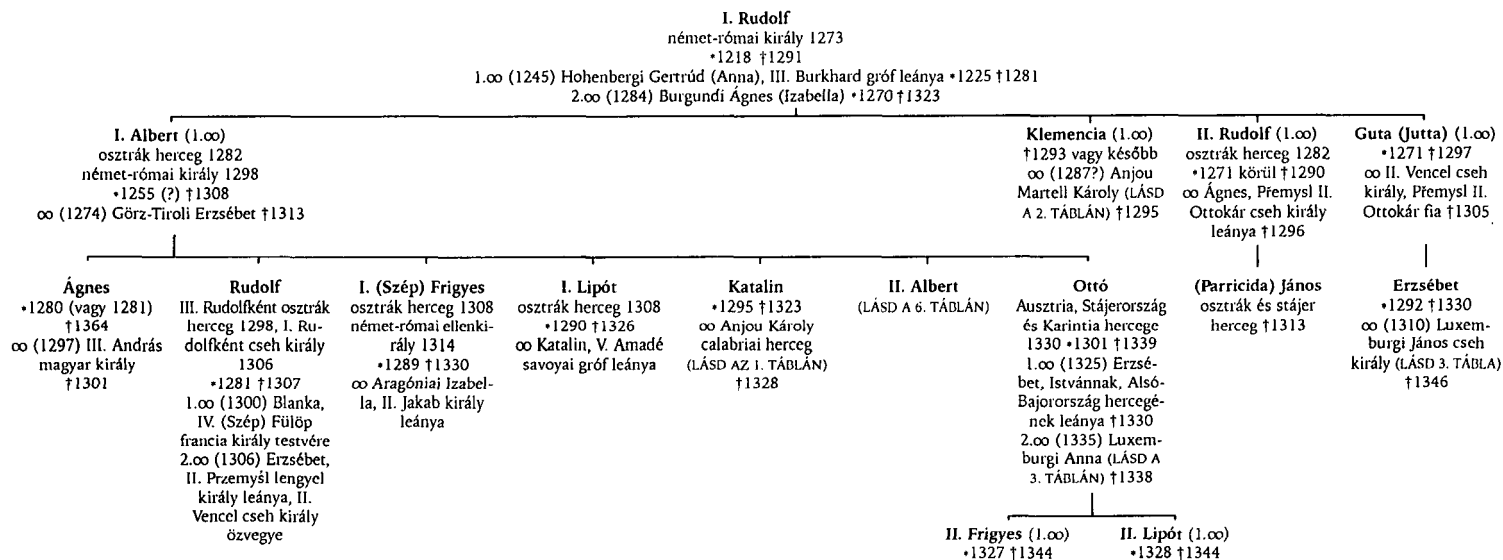 I. Rudolf
német-római király 1273
*1218 †1291
1.∞ (1245) Hohenbergi Gertrúd (Anna), III. Burkhard gróf leánya *1225 †1281
2.∞ (1284) Burgundi Ágnes (Izabella) *1270 †1323
I. Albert (1.∞)
osztrák herceg 1282
német-római király 1298
*1255 (?) †1308
∞ (1274) Görz-Tiroli Erzsébet †1313
Klemencia (1.∞)
†1293 vagy később
∞ (1287?) Anjou
Martell Károly (LÁSD
A 2. TÁBLÁN) †1295
II. Rudolf (1.∞)
osztrák herceg 1282
*1271 körül †1290
∞ Ágnes, Přemysl II.
Ottokár cseh király
leánya †1296
Guta (Jutta) (1.∞)
*1271 †1297
∞ II. Vencel cseh
király, Přemysl II.
Ottokár fia †1305
Ágnes
*1280 (vagy 1281)
†1364
∞ (1297) III. András
magyar király
†1301
Rudolf
III. Rudolfként osztrák
herceg 1298, I. Ru-
dolfként cseh király
1306
*1281 †1307
1.∞ (1300) Blanka,
IV. (Szép) Fülöp
francia király testvére
2.∞ (1306) Erzsébet,
II. Przemyśl lengyel
király leánya, II.
Vencel cseh király
özvegye
I. (Szép) Frigyes
osztrák herceg 1308
német-római ellenki-
rály 1314
*1289 †1330
∞ Aragóniai Izabel-
la, II. Jakab király
leánya
I. Lipót
osztrák herceg 1308
*1290 †1326
∞ Katalin, V. Amadé
savoyai gróf leánya
Katalin
*1295 †1323
∞ Anjou Károly
calabriai herceg
(LÁSD AZ 1. TÁBLÁN)
†1328
II. Albert
(LÁSD A 6. TÁBLÁN)
Ottó
Ausztria, Stájerország
és Karintia hercege
1330 *1301 †1339
1.∞ (1325) Erzsé-
bet, Istvánnak, Alsó-
Bajorország hercegé-
nek leánya †1330
2.∞ (1335) Luxem-
burgi Anna (LÁSD A
3. TÁBLÁN) †1338
(Parricida) János
osztrák és stájer
herceg †1313
Erzsébet
*1292 †1330
∞ (1310) Luxem-
burgi János cseh
király (LÁSD 3. TÁBLA)
†1346
II. Frigyes (1.∞)
*1327 †1344
II. Lipót (1.∞)
*1328 †1344